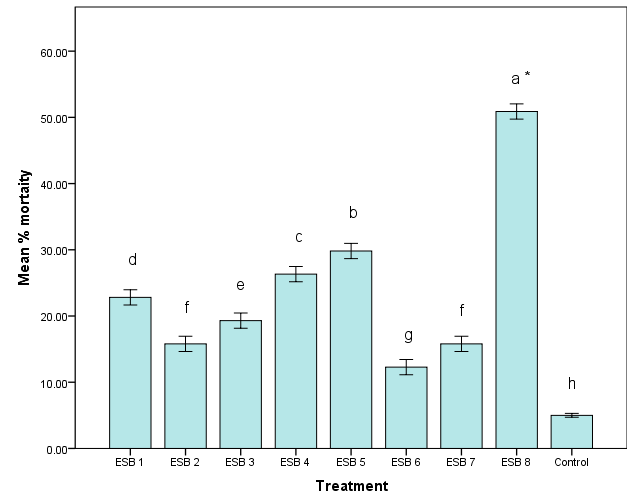 Mean % mortaity
60.00
50.00
40.00
30.00
20.00
10.00
0.00
d
f
e
c
b
g
f
a *
h
ESB 1
ESB 2
ESB 3
ESB 4
ESB 5
ESB 6
ESB 7
ESB 8
Control
Treatment